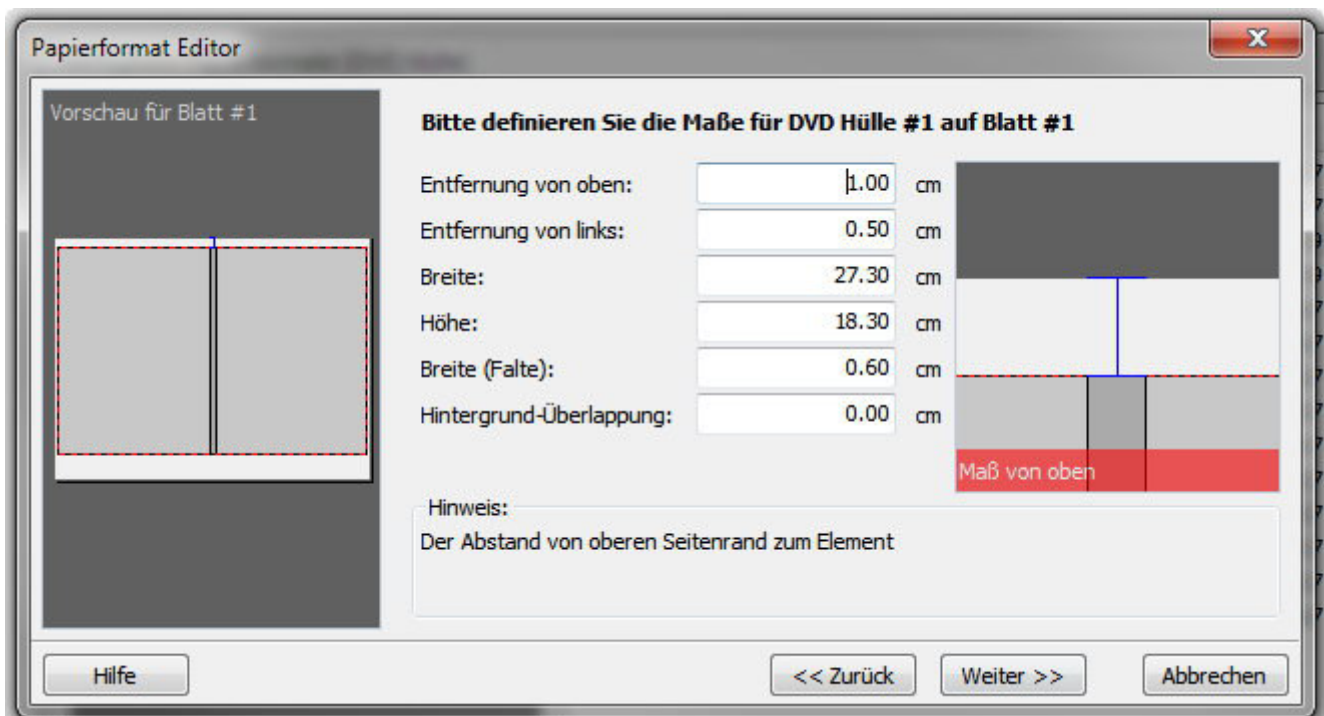 Papierformat Editor
Vorschau für Blatt #1
Bitte definieren Sie die Maße für DVD Hülle #1 auf Blatt #1
Entfernung von oben: 1.00 cm
Entfernung von links: 0.50 cm
Breite: 27.30 cm
Höhe: 18.30 cm
Breite (Falte): 0.60 cm
Hintergrund-Überlappung: 0.00 cm
Maß von oben
Hinweis:
Der Abstand von oberen Seitenrand zum Element
Hilfe << Zurück Weiter >> Abbrechen